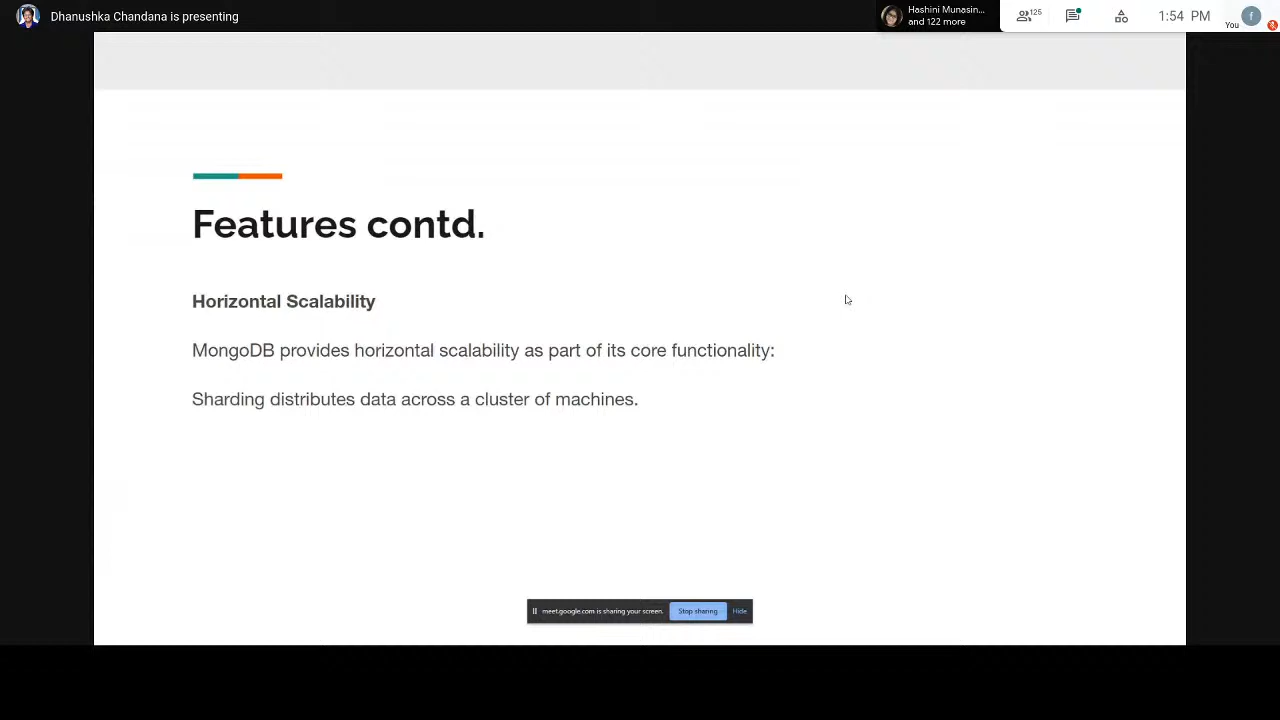 Dhanushka Chandana is presenting
Hashini Munasin...
and 122 more
125
1:54 PM
You
f
Features contd.
Horizontal Scalability
MongoDB provides horizontal scalability as part of its core functionality:
Sharding distributes data across a cluster of machines.
meet.google.com is sharing your screen.
Stop sharing
Hide